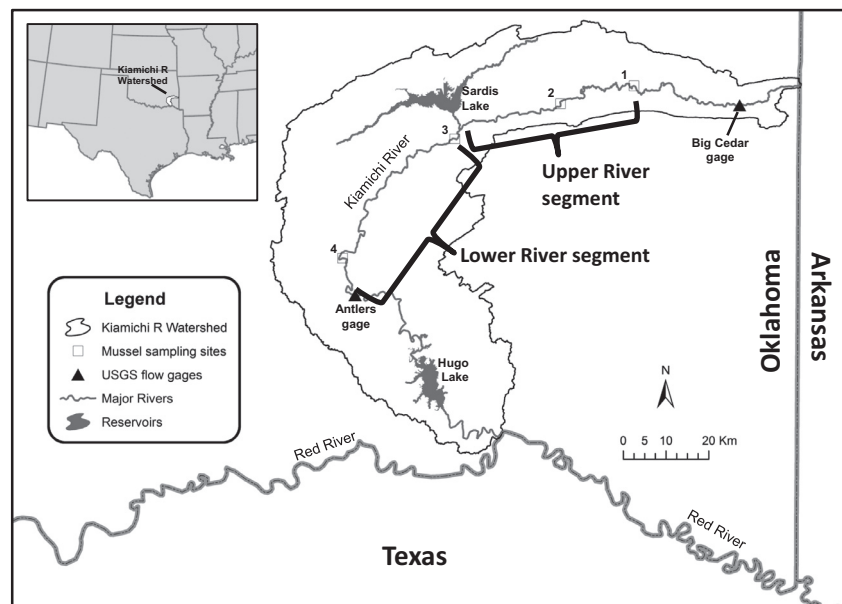 Kiamichi R
Watershed
Sardis
Lake
1
2
3
4
Big Cedar
gage
Kiamichi River
Upper River
segment
Lower River segment
Antlers
gage
Hugo
Lake
Oklahoma
Arkansas
Legend
Kiamichi R Watershed
Mussel sampling sites
USGS flow gages
Major Rivers
Reservoirs
N
0 5 10 20 Km
Red River
Red River
Texas